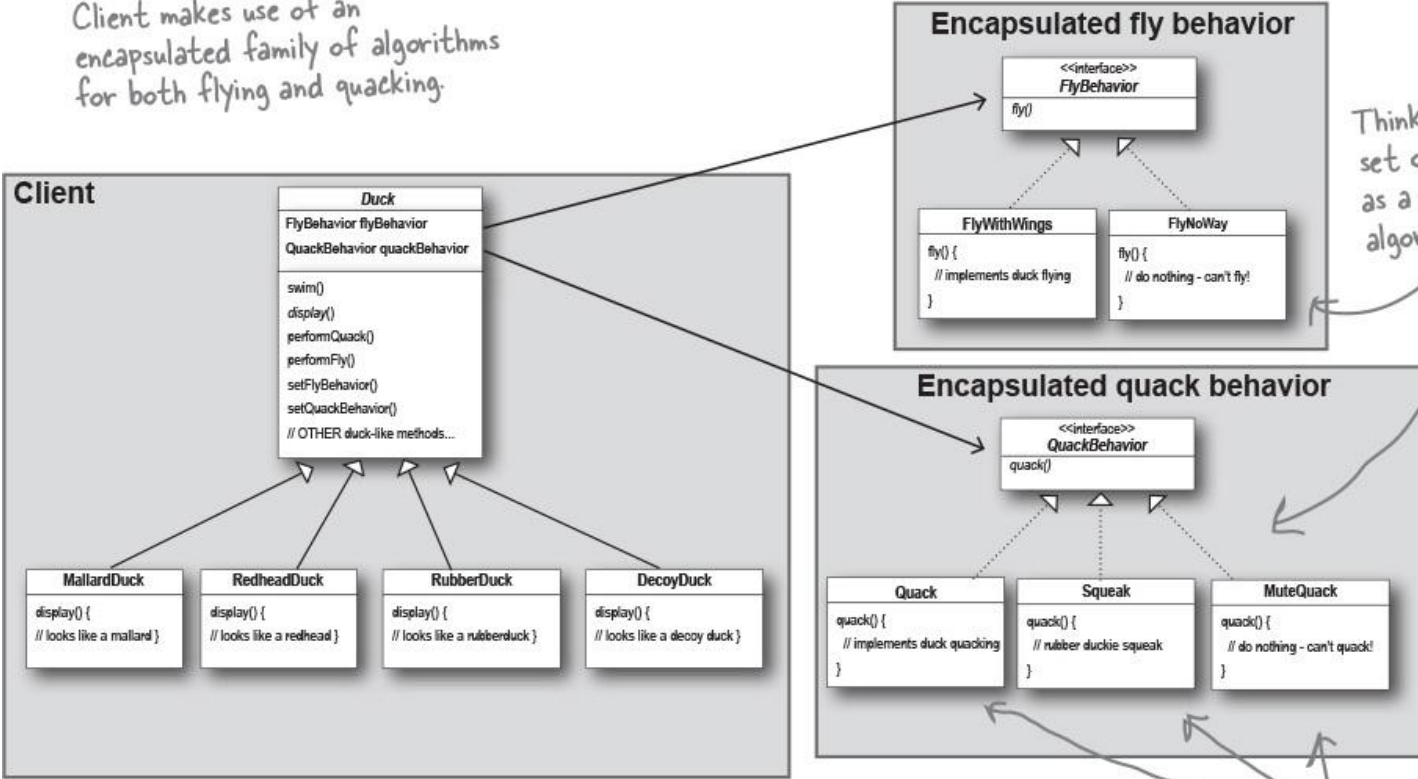 Client makes use of an
encapsulated family of algorithms
for both flying and quacking.
Client
Duck
FlyBehavior flyBehavior
QuackBehavior quackBehavior
swim()
display()
performQuack()
performFly()
setFlyBehavior()
setQuackBehavior()
// OTHER duck-like methods...
MallardDuck
display() {
// looks like a mallard }
RedheadDuck
display() {
// looks like a redhead }
RubberDuck
display() {
// looks like a rubberduck }
DecoyDuck
display() {
// looks like a decoy duck }
Encapsulated fly behavior
<<interface>>
FlyBehavior
fly()
FlyWithWings
fly() {
// implements duck flying
}
FlyNoWay
fly() {
// do nothing - can't fly!
}
Think
set
as a
Encapsulated quack behavior
<<interface>>
QuackBehavior
quack()
Quack
quack() {
// implements duck quacking
}
Squeak
quack() {
// rubber duckie squeak
}
MuteQuack
quack() {
// do nothing - can't quack!
}